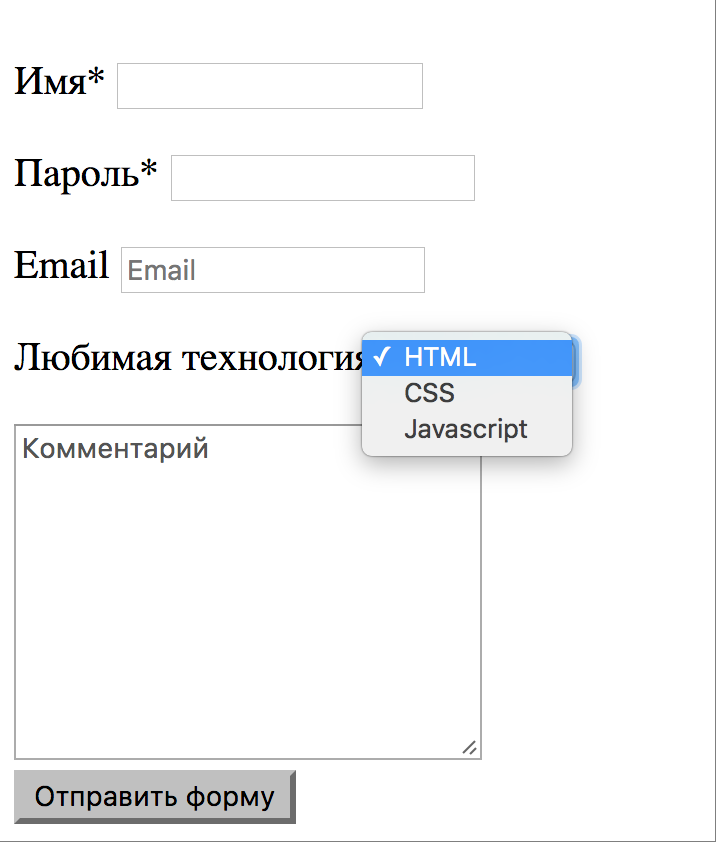 Имя*
Пароль*
Email Email
Любимая технология
✓ HTML
CSS
Javascript
Комментарий
Отправить форму